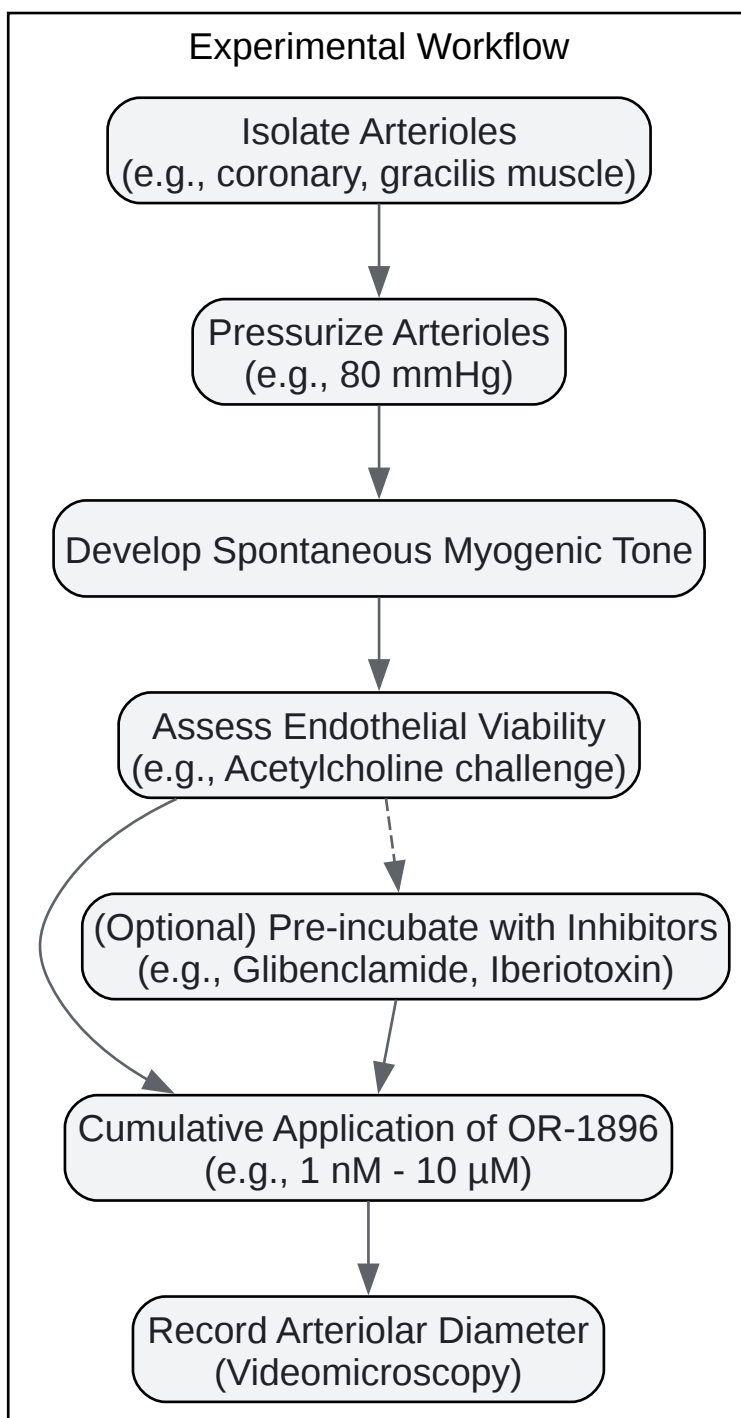 Experimental Workflow
Isolate Arterioles
(e.g., coronary, gracilis muscle)
Pressurize Arterioles
(e.g., 80 mmHg)
Develop Spontaneous Myogenic Tone
Assess Endothelial Viability
(e.g., Acetylcholine challenge)
(Optional) Pre-incubate with Inhibitors
(e.g., Glibenclamide, Iberiotoxin)
Cumulative Application of OR-1896
(e.g., 1 nM - 10 µM)
Record Arteriolar Diameter
(Videomicroscopy)